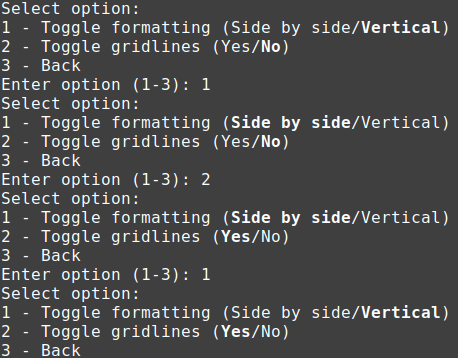 Select option:
1 - Toggle formatting (Side by side/Vertical)
2 - Toggle gridlines (Yes/No)
3 - Back
Enter option (1-3): 1
Select option:
1 - Toggle formatting (Side by side/Vertical)
2 - Toggle gridlines (Yes/No)
3 - Back
Enter option (1-3): 2
Select option:
1 - Toggle formatting (Side by side/Vertical)
2 - Toggle gridlines (Yes/No)
3 - Back
Enter option (1-3): 1
Select option:
1 - Toggle formatting (Side by side/Vertical)
2 - Toggle gridlines (Yes/No)
3 - Back